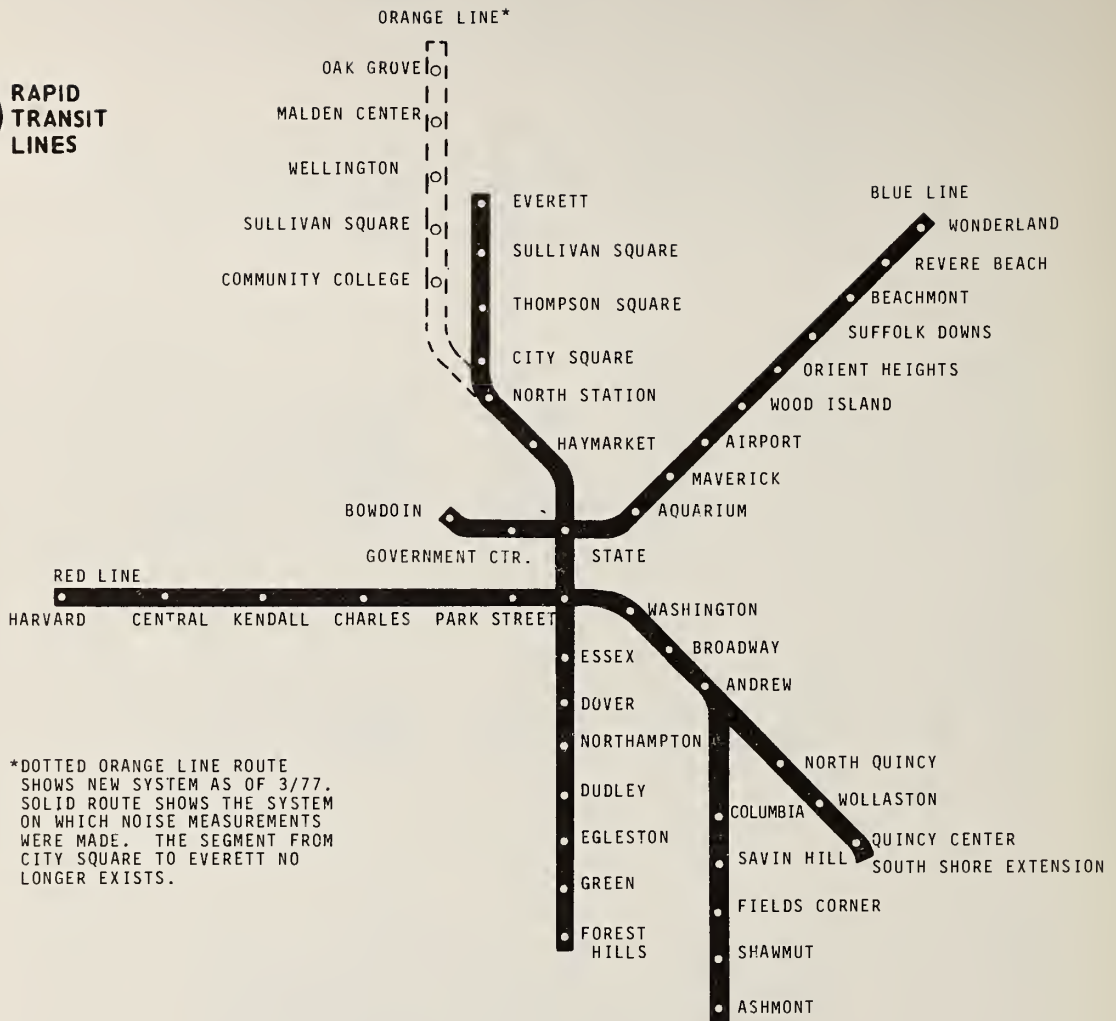 ORANGE LINE*
RAPID
TRANSIT
LINES
OAK GROVE
MALDEN CENTER
WELLINGTON
SULLIVAN SQUARE
COMMUNITY COLLEGE
EVERETT
SULLIVAN SQUARE
THOMPSON SQUARE
CITY SQUARE
NORTH STATION
HAYMARKET
BLUE LINE
WONDERLAND
REVERE BEACH
BEACHMONT
SUFFOLK DOWNS
ORIENT HEIGHTS
WOOD ISLAND
AIRPORT
MAVERICK
AQUARIUM
BOWDOIN
GOVERNMENT CTR.
STATE
RED LINE
HARVARD
CENTRAL
KENDALL
CHARLES
PARK STREET
WASHINGTON
BROADWAY
ANDREW
ESSEX
DOVER
NORTHAMPTON
DUDLEY
EGLESTON
GREEN
FOREST
HILLS
NORTH QUINCY
WOLLASTON
QUINCY CENTER
SOUTH SHORE EXTENSION
COLUMBIA
SAVIN HILL
FIELDS CORNER
SHAWMUT
ASHMONT
*DOTTED ORANGE LINE ROUTE
SHOWS NEW SYSTEM AS OF 3/77.
SOLID ROUTE SHOWS THE SYSTEM
ON WHICH NOISE MEASUREMENTS
WERE MADE. THE SEGMENT FROM
CITY SQUARE TO EVERETT NO
LONGER EXISTS.